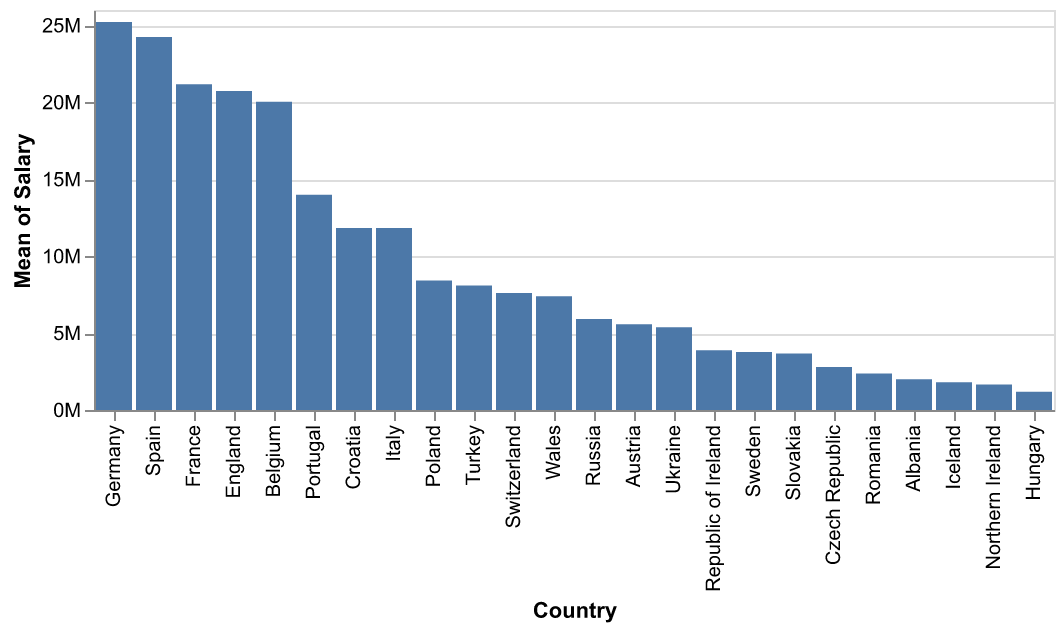 25M
20M
15M
10M
5M
0M
Mean of Salary
Germany
Spain
France
England
Belgium
Portugal
Croatia
Italy
Poland
Turkey
Switzerland
Wales
Russia
Austria
Ukraine
Republic of Ireland
Sweden
Slovakia
Czech Republic
Romania
Albania
Iceland
Northern Ireland
Hungary
Country